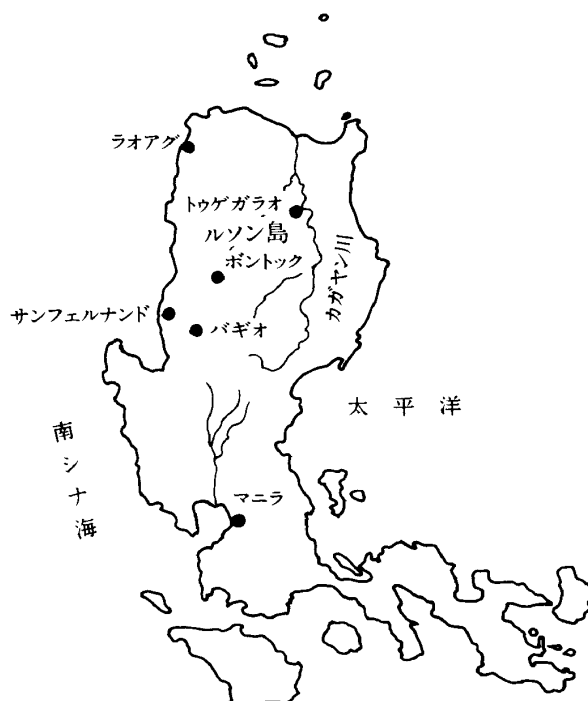 ラオアグ
トゥゲガラオ
ルソン島
ボントック
カガヤン川
サンフェルナンド
バギオ
太平洋
南シナ海
マニラ